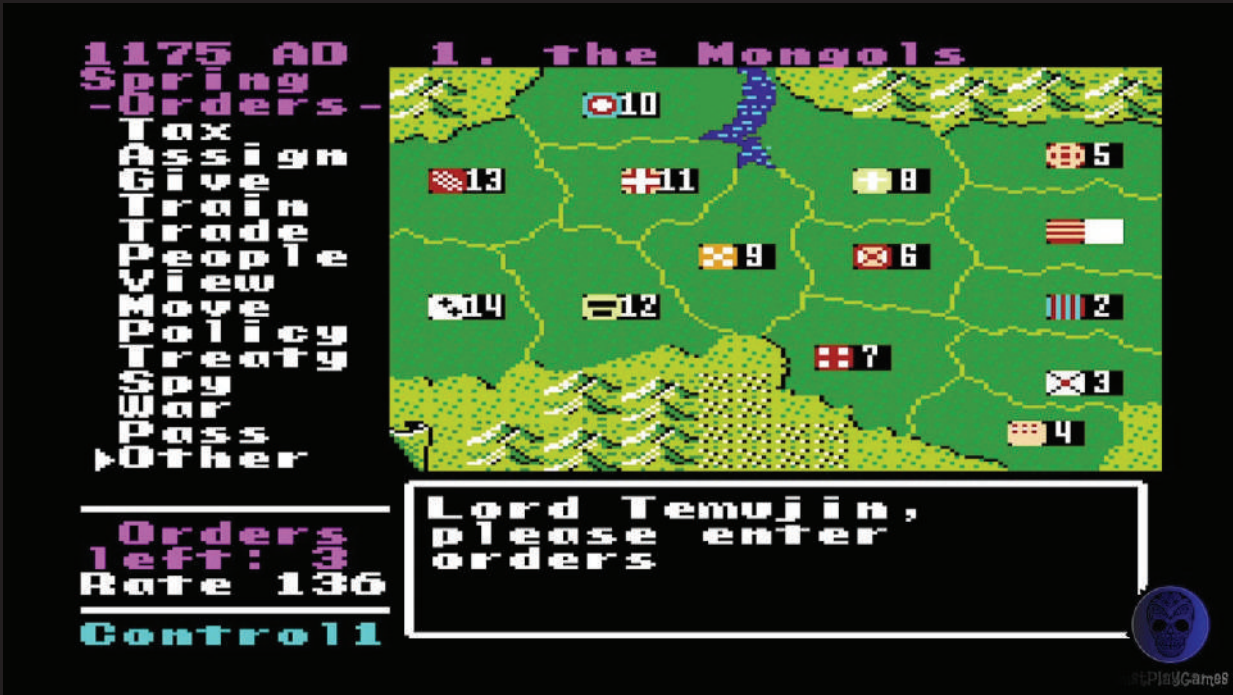 1175 AD 1. the Mongols
Spring
-Orders-
Tax
Assign
Give
Train
Trade
People
View
Move
Policy
Treaty
Spy
War
Pass
Other
10
5
13
11
8
9
6
14
12
2
7
3
4
Orders
left: 3
Rate 136
Control1
Lord Temujin,
please enter
orders
PlayGames